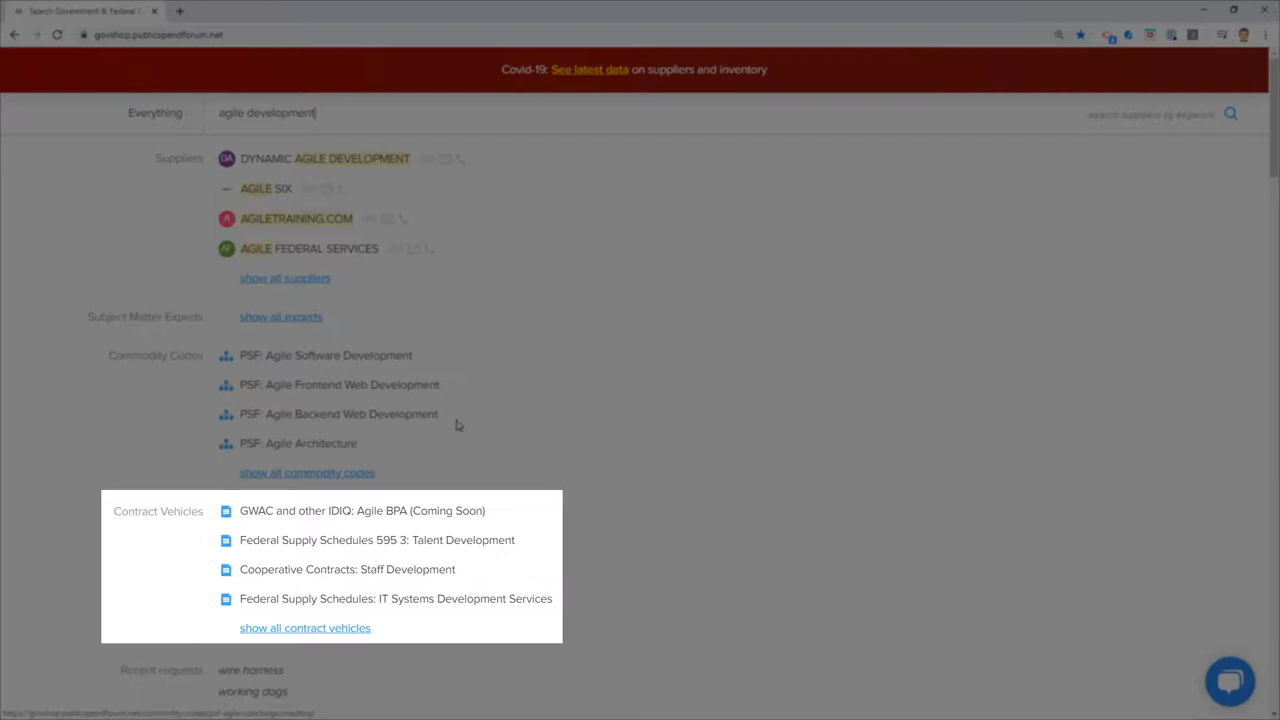 Search Government & Federal C
govshop.publicspendforum.net
Covid-19: See latest data on suppliers and inventory
Everything agile development search suppliers by keyword
Suppliers DA DYNAMIC AGILE DEVELOPMENT
AGILE SIX
A AGILETRAINING.COM
AF AGILE FEDERAL SERVICES
show all suppliers
Subject Matter Experts show all experts
Commodity Codes PSF: Agile Software Development
PSF: Agile Frontend Web Development
PSF: Agile Backend Web Development
PSF: Agile Architecture
show all commodity codes
Contract Vehicles GWAC and other IDIQ: Agile BPA (Coming Soon)
Federal Supply Schedules 595 3: Talent Development
Cooperative Contracts: Staff Development
Federal Supply Schedules: IT Systems Development Services
show all contract vehicles
Recent requests wire harness
working dogs